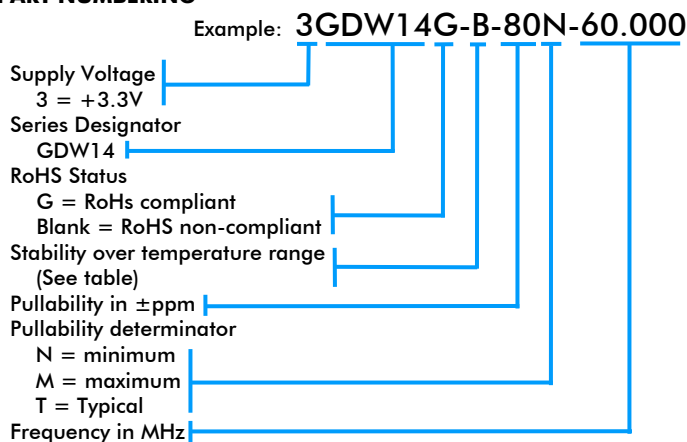 PART NUMBERING
Example: 3GDW14G-B-80N-60.000
Supply Voltage
3 = +3.3V
Series Designator
GDW14
RoHS Status
G = RoHs compliant
Blank = RoHS non-compliant
Stability over temperature range
(See table)
Pullability in ±ppm
Pullability determinator
N = minimum
M = maximum
T = Typical
Frequency in MHz